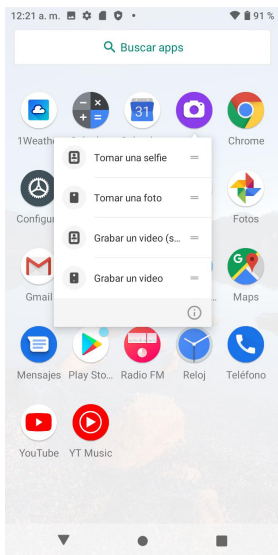 12:21 a. m. 91 %
Buscar apps
31
1Weathe
Chrome
Tomar una selfie
Tomar una foto
Configur
Fotos
Grabar un video (s...
Grabar un video
Gmail
Maps
Mensajes Play Sto... Radio FM Reloj Teléfono
YouTube YT Music